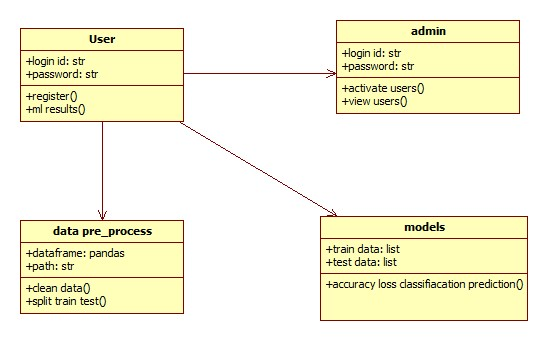 User
+login id: str
+password: str
+register()
+ml results()
admin
+login id: str
+password: str
+activate users()
+view users()
data pre_process
+dataframe: pandas
+path: str
+clean data()
+split train test()
models
+train data: list
+test data: list
+accuracy loss classifiacation prediction()